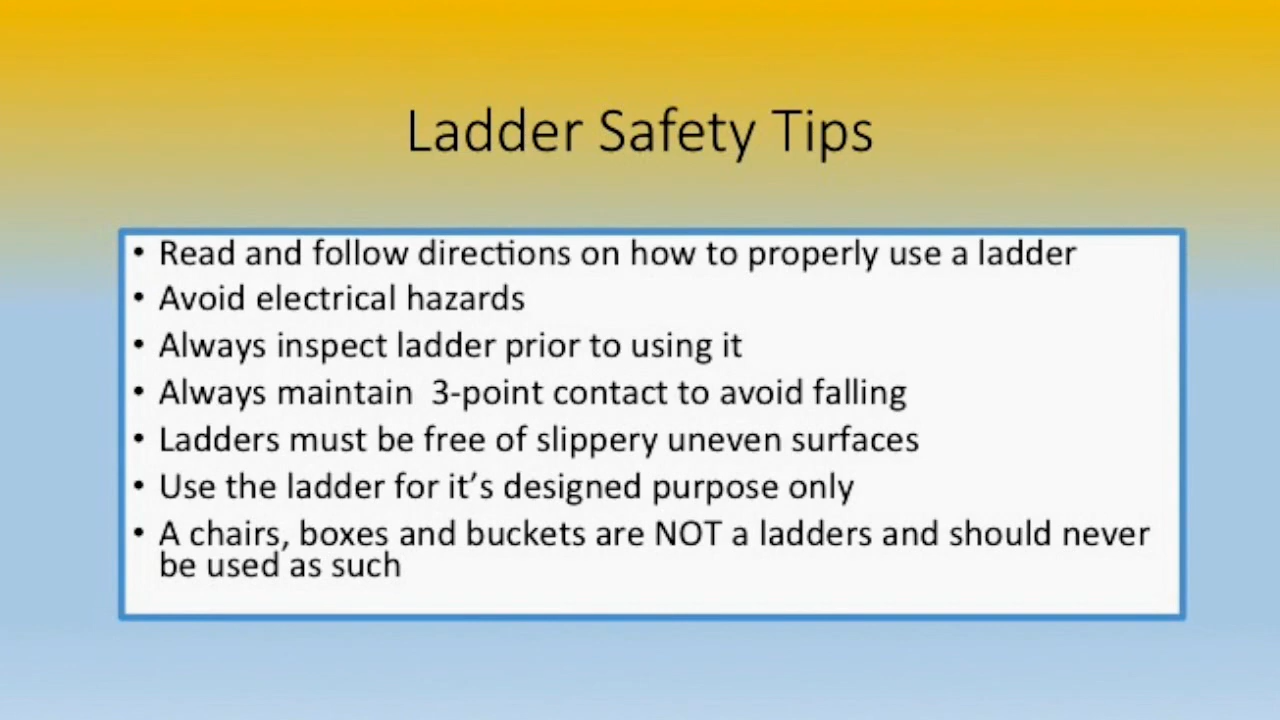 Ladder Safety Tips
• Read and follow directions on how to properly use a ladder
• Avoid electrical hazards
• Always inspect ladder prior to using it
• Always maintain  3-point contact to avoid falling
• Ladders must be free of slippery uneven surfaces
• Use the ladder for it’s designed purpose only
• A chairs, boxes and buckets are NOT a ladders and should never
be used as such